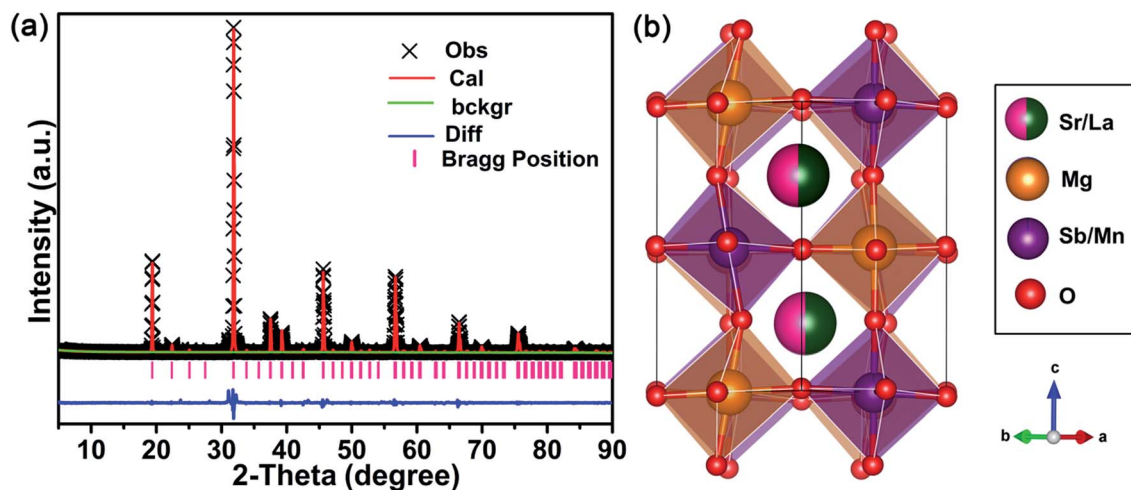 (a)
Obs
Cal
bckgr
Diff
Bragg Position
Intensity (a.u.)
10 20 30 40 50 60 70 80 90
2-Theta (degree)
(b)
Sr/La
Mg
Sb/Mn
O
c
b
a